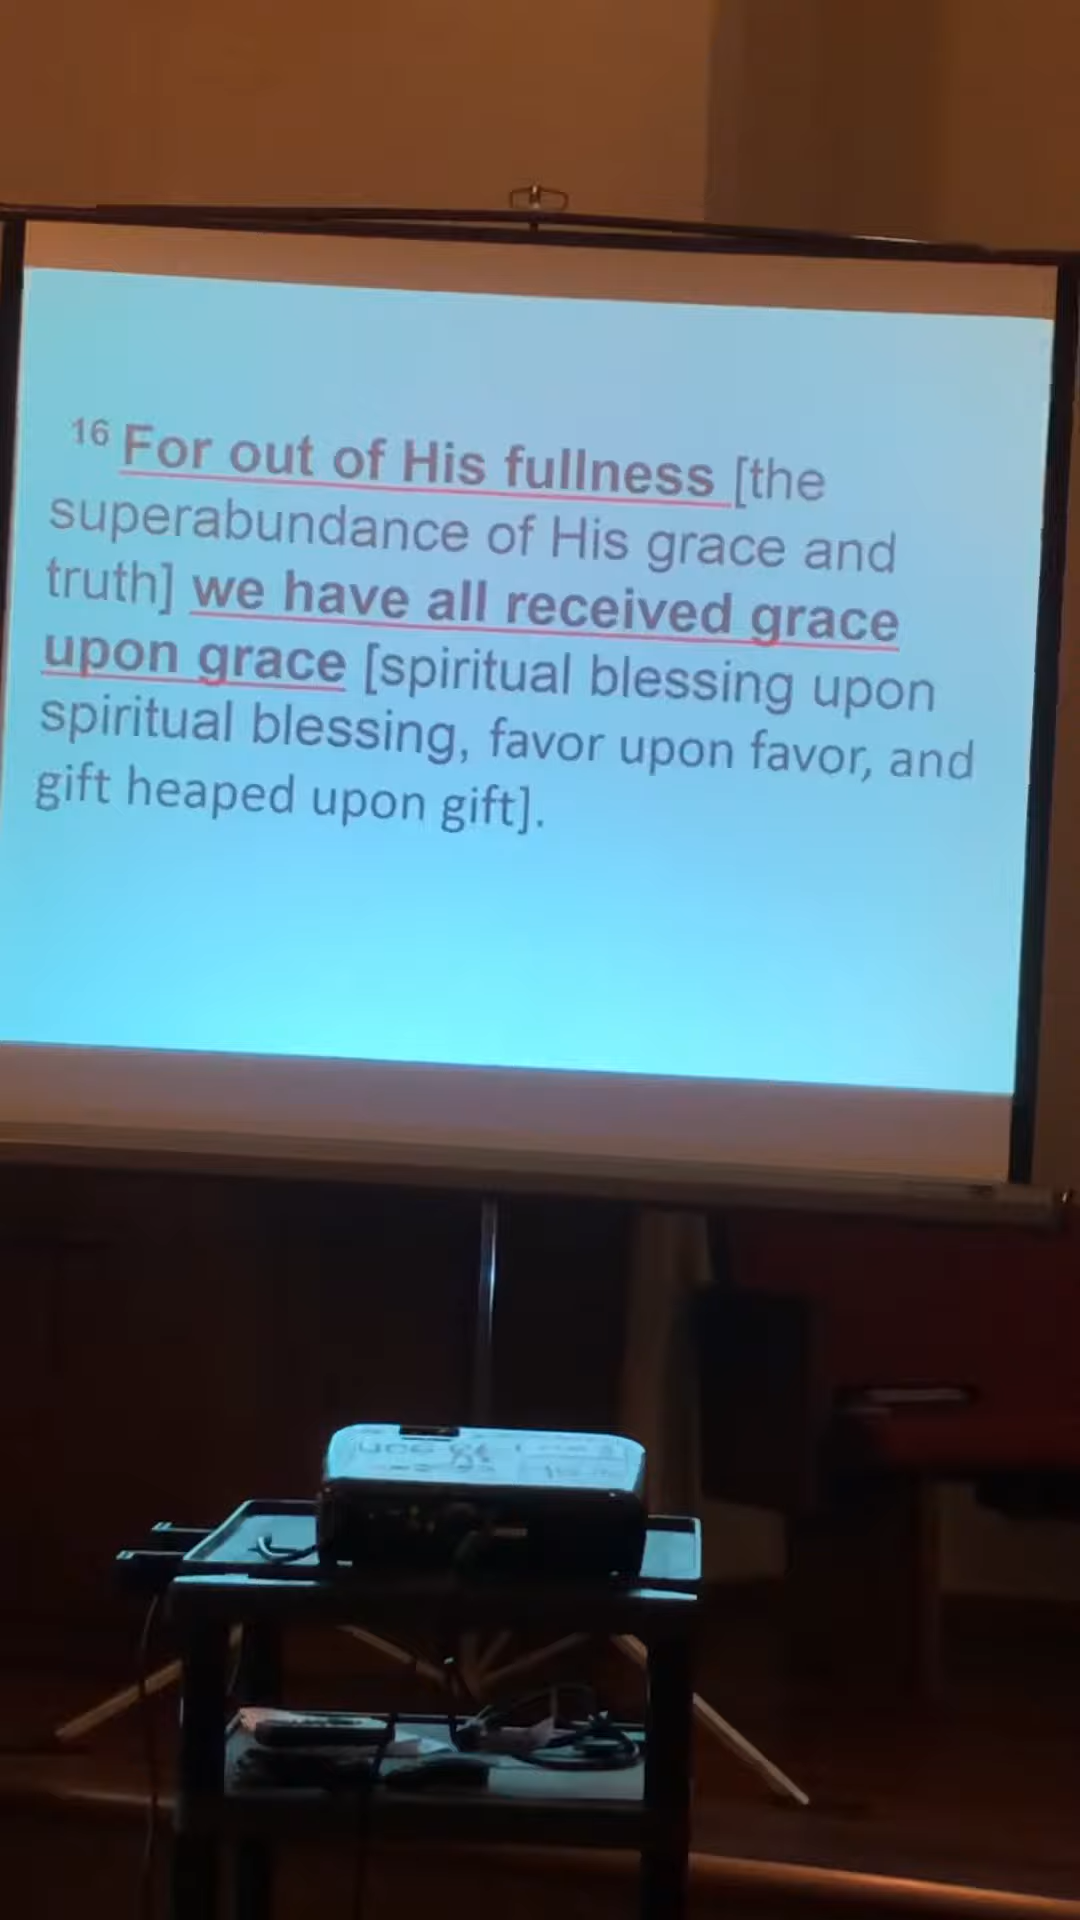 16 For out of His fullness [the
superabundance of His grace and
truth] we have all received grace
upon grace [spiritual blessing upon
spiritual blessing, favor upon favor, and
gift heaped upon gift].